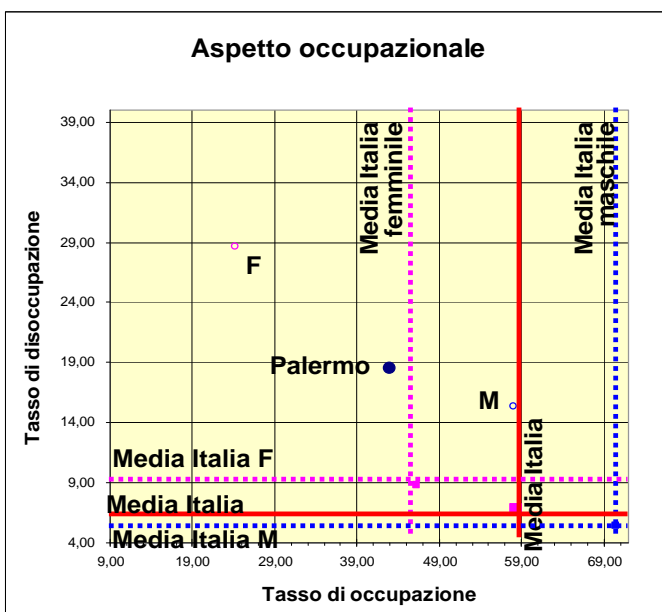 Aspetto occupazionale
39,00
34,00
29,00
24,00
19,00
14,00
9,00
4,00
Tasso di disoccupazione
Media Italia
femminile
Media Italia
Media Italia
maschile
F
Palermo
M
Media Italia F
Media Italia
Media Italia M
9,00 19,00 29,00 39,00 49,00 59,00 69,00
Tasso di occupazione